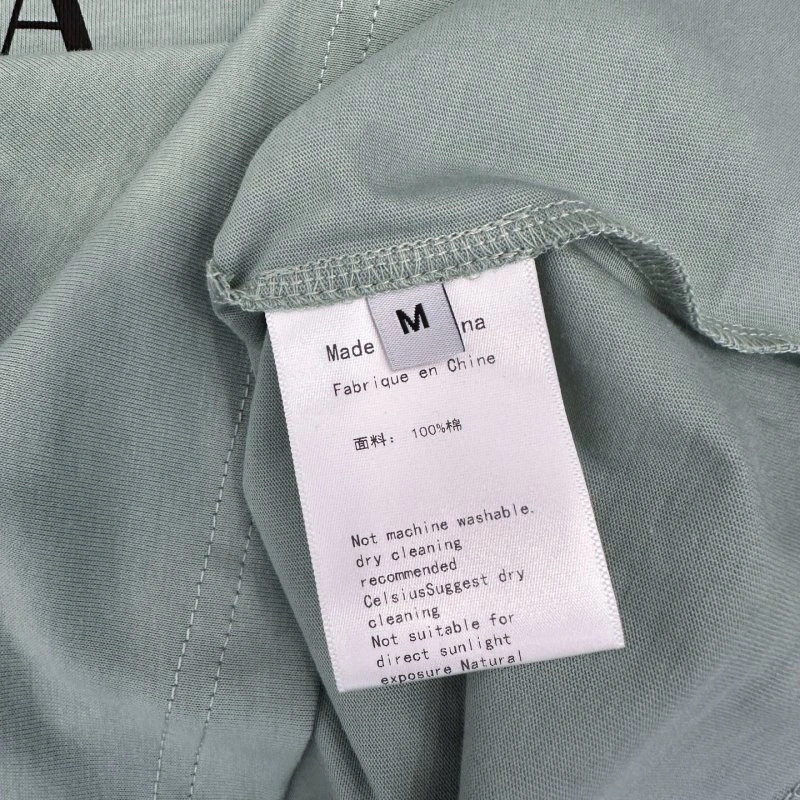 A
M
Made na
Fabrique en Chine
面料: 100%棉
Not machine washable.
dry cleaning
recommended
CelsiusSuggest dry
cleaning
Not suitable for
direct sunlight
exposure Natural